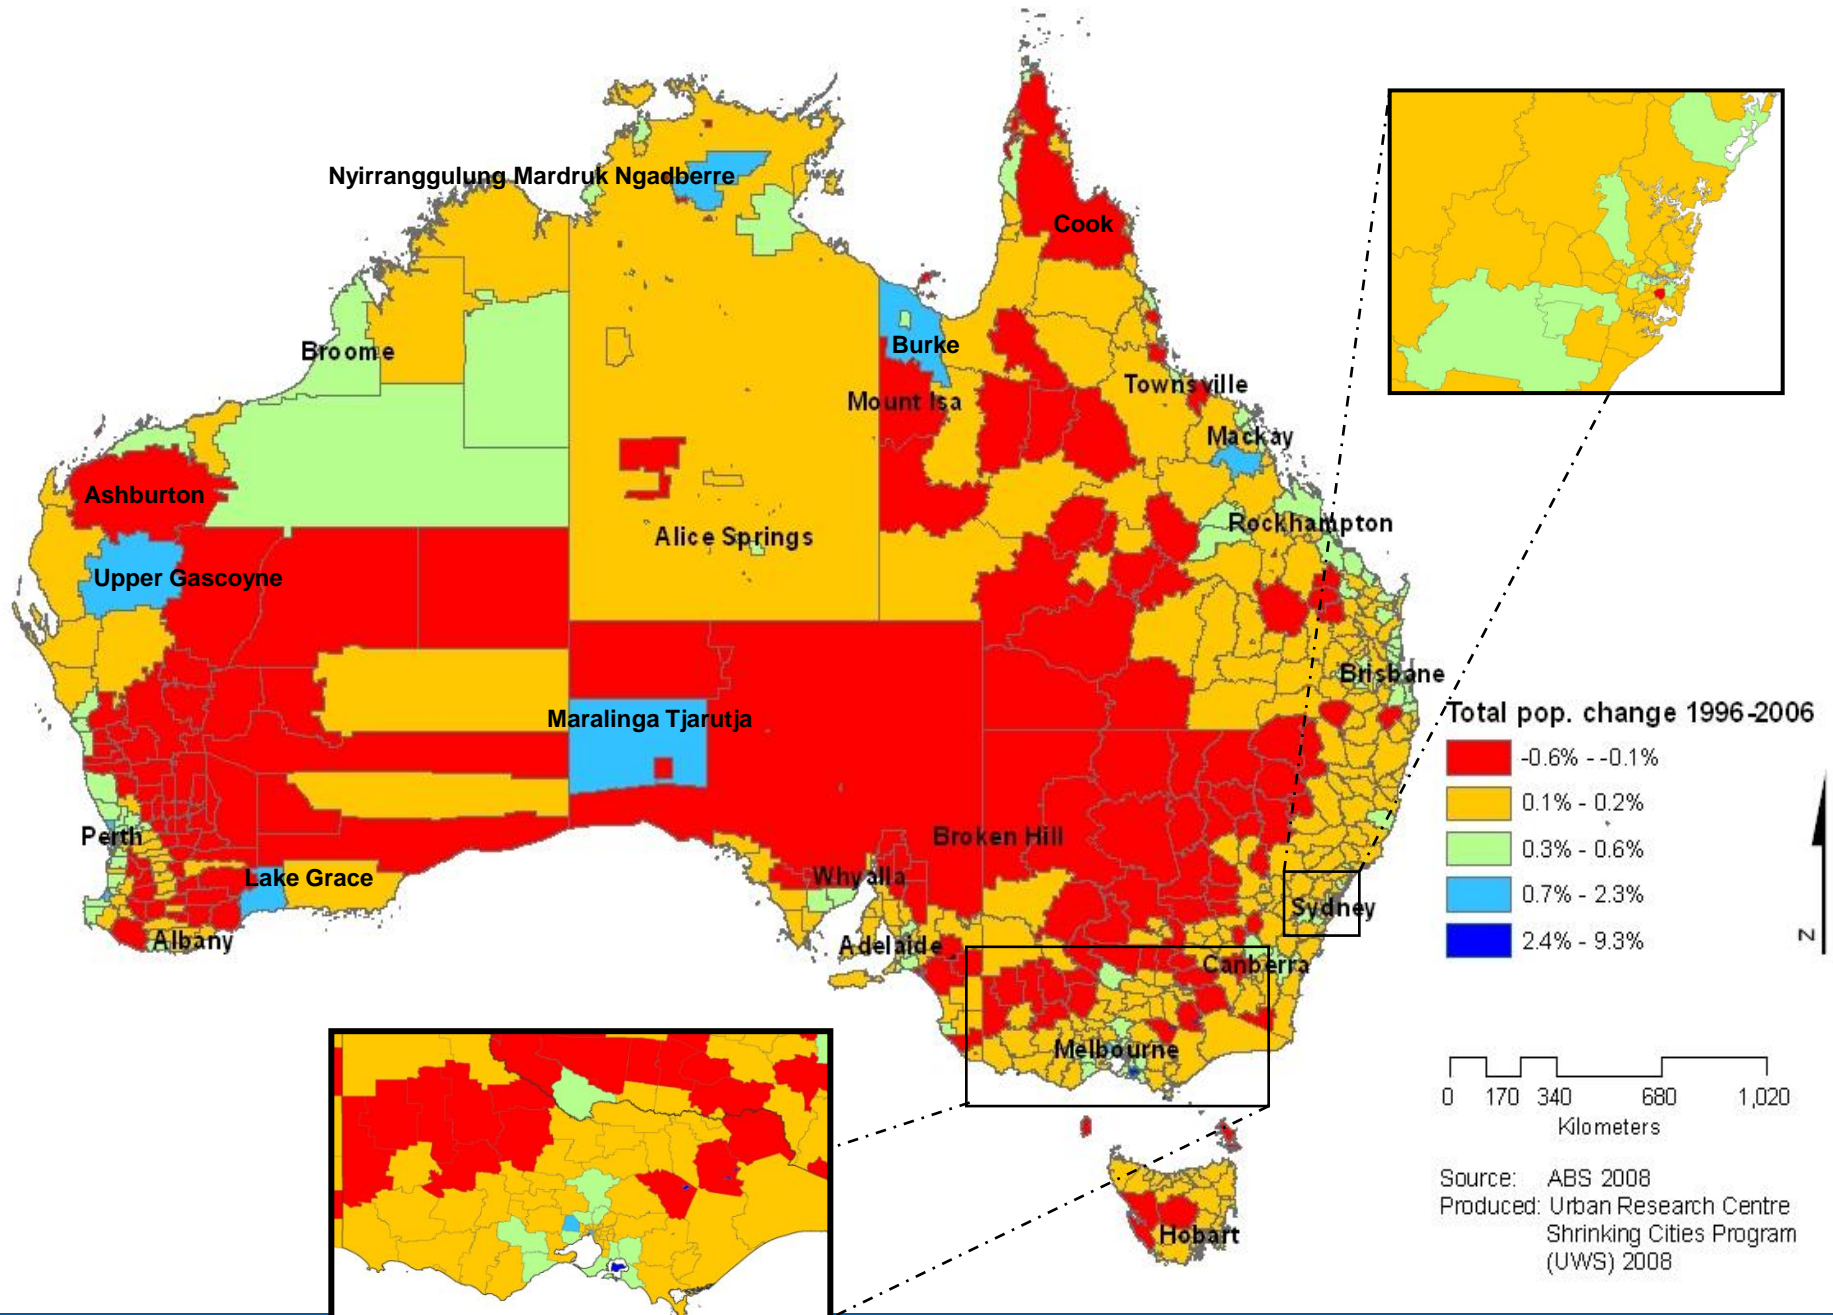 Nyirranggulung Mardruk Ngadberre
Cook
Broome
Burke
Mount Isa
Townsville
Mackay
Ashburton
Rockhampton
Alice Springs
Upper Gascoyne
Brisbane
Maralinga Tjarutja
Perth
Broken Hill
Lake Grace
Whyalla
Sydney
Albany
Adelaide
Canberra
Melbourne
Hobart
Total pop. change 1996-2006
-0.6% - -0.1%
0.1% - 0.2%
0.3% - 0.6%
0.7% - 2.3%
2.4% - 9.3%
N
0 170 340 680 1,020
Kilometers
Source: ABS 2008
Produced: Urban Research Centre
Shrinking Cities Program
(UWS) 2008